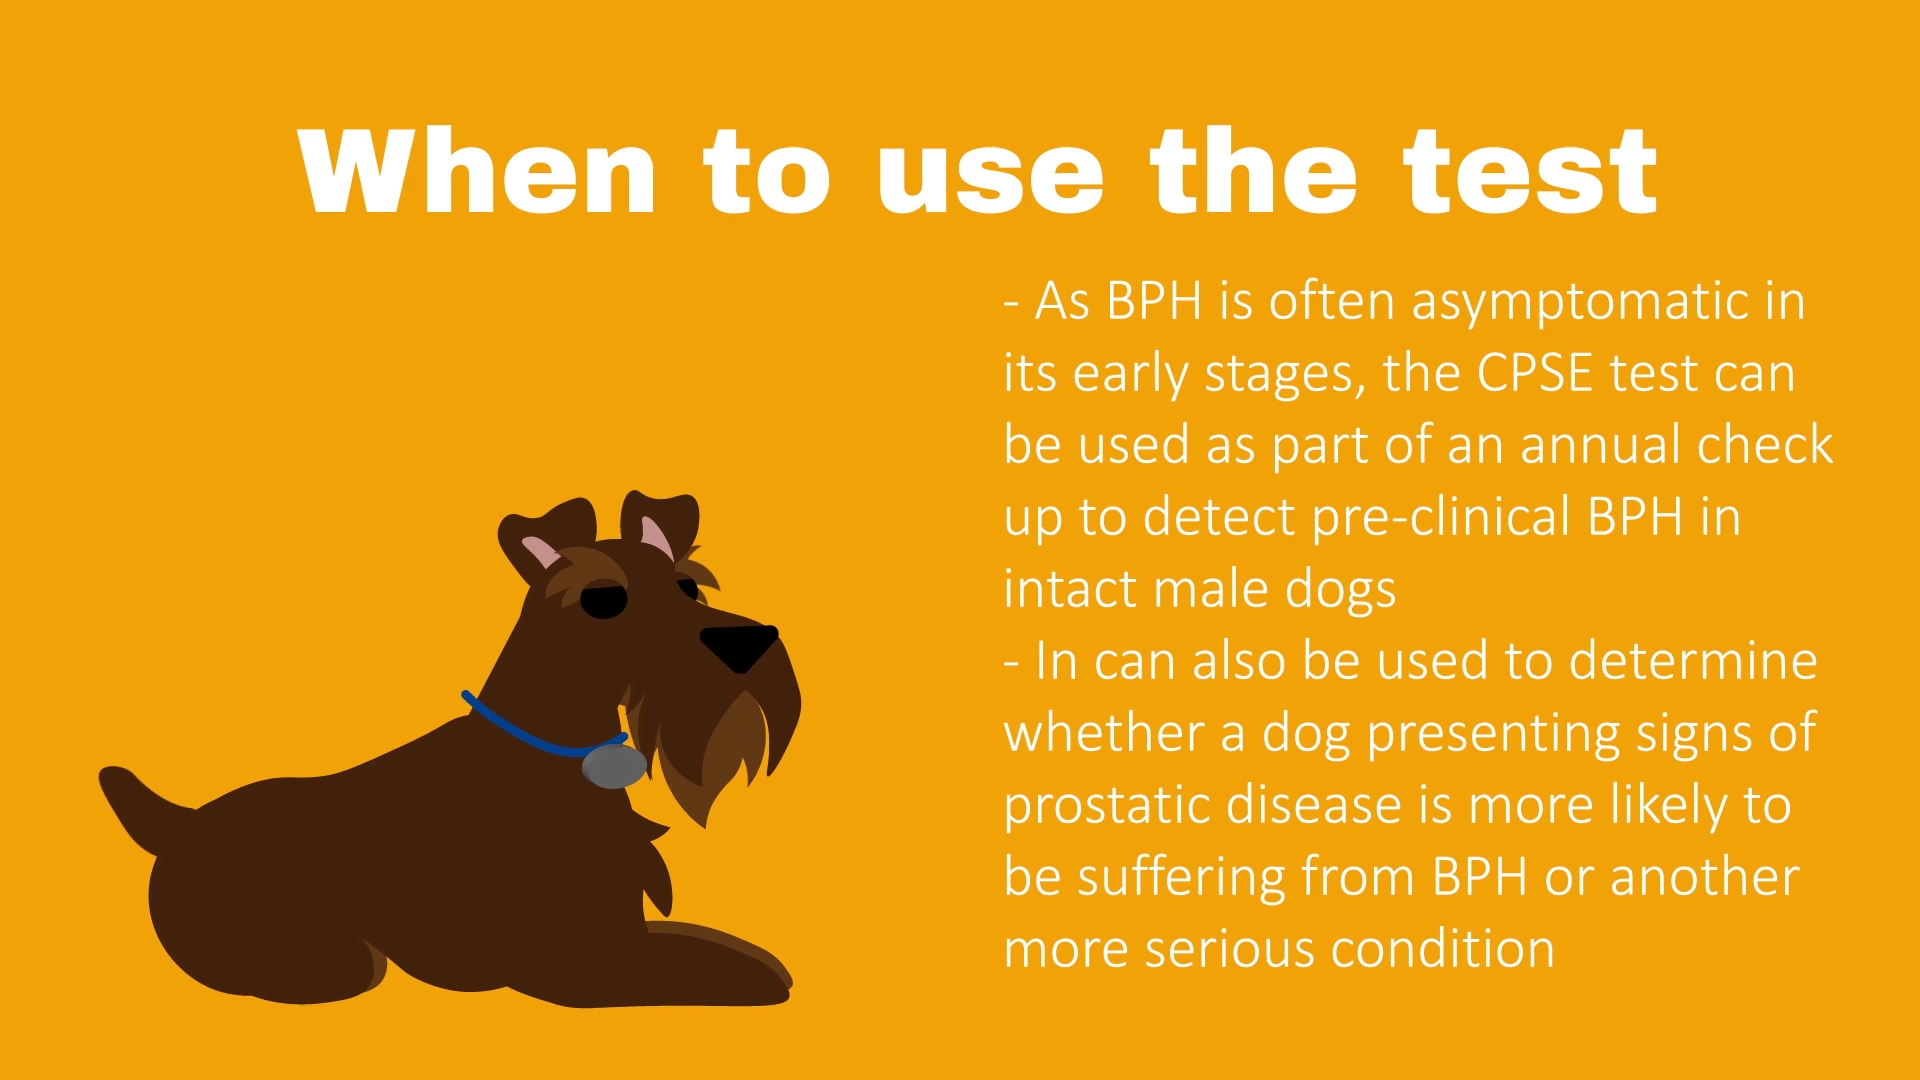 When to use the test
- As BPH is often asymptomatic in
its early stages, the CPSE test can
be used as part of an annual check
up to detect pre-clinical BPH in
intact male dogs
- In can also be used to determine
whether a dog presenting signs of
prostatic disease is more likely to
be suffering from BPH or another
more serious condition